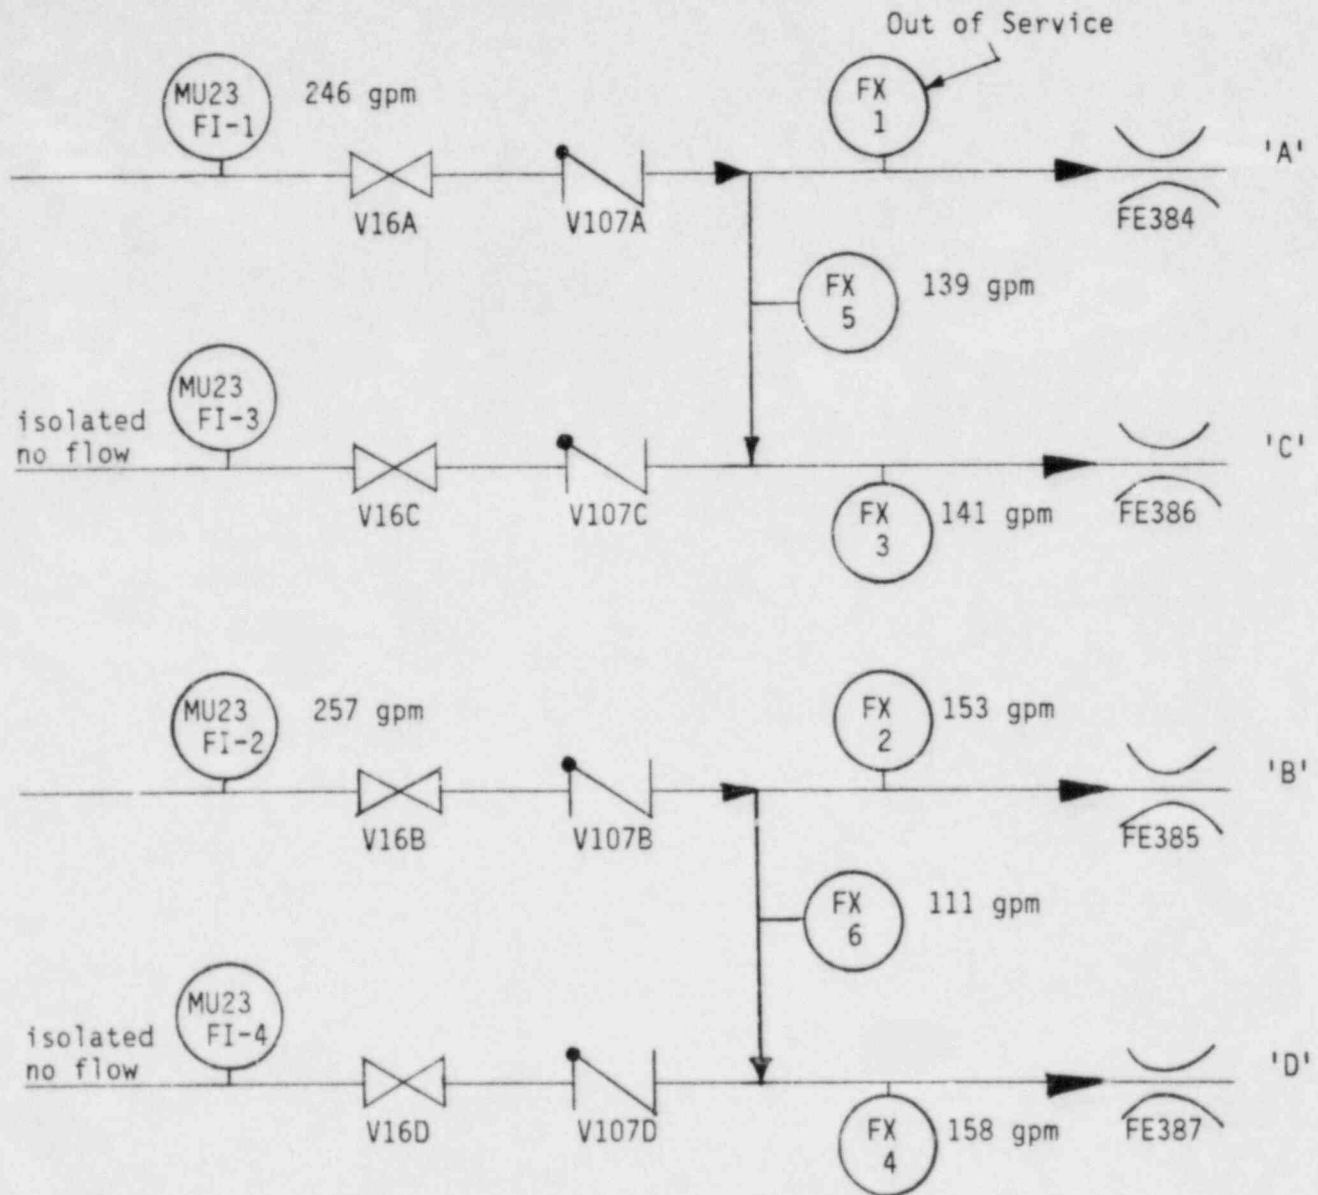 Out of Service
MU23
FI-1
246 gpm
FX
1
'A'
V16A
V107A
FE384
FX
5
139 gpm
MU23
FI-3
isolated
no flow
'C'
V16C
V107C
FX
3
141 gpm
FE386
MU23
FI-2
257 gpm
FX
2
153 gpm
'B'
V16B
V107B
FE385
FX
6
111 gpm
MU23
FI-4
isolated
no flow
'D'
V16D
V107D
FX
4
158 gpm
FE387